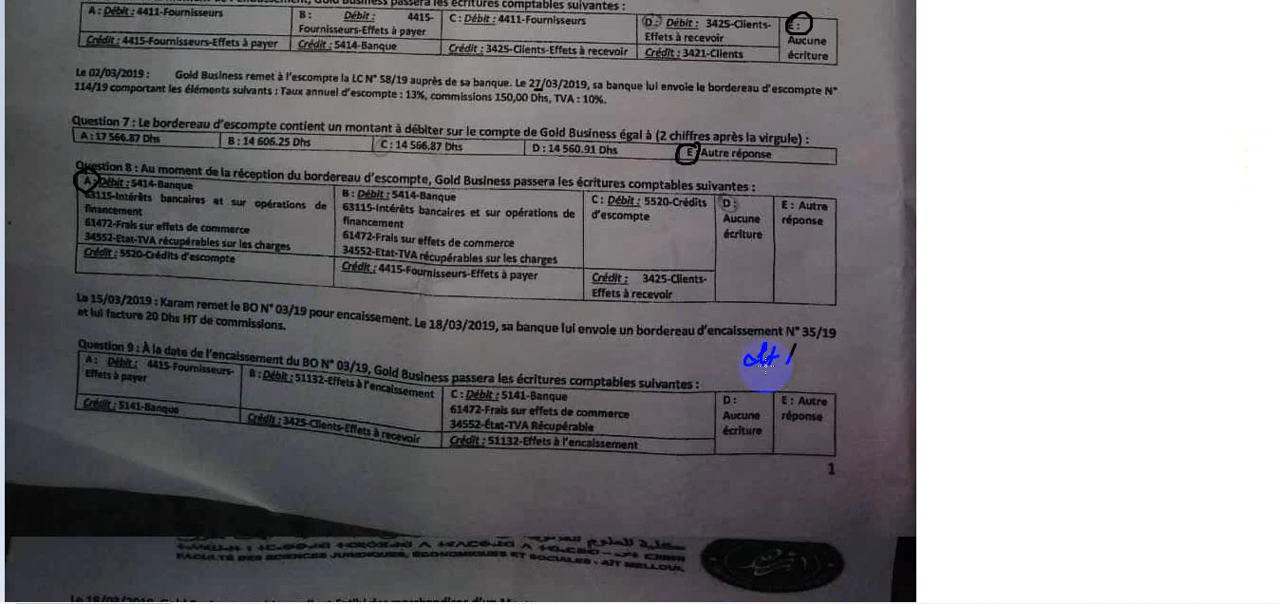 passera les écritures comptables suivantes :
A : Débit : 4411-Fournisseurs
Crédit : 4415-Fournisseurs-Effets à payer
B : Débit : 4415-
Fournisseurs-Effets à payer
Crédit : 5414-Banque
C : Débit : 4411-Fournisseurs
Crédit : 3425-Clients-Effets à recevoir
D : Débit : 3425-Clients-
Effets à recevoir
Crédit : 3421-Clients
E :
Aucune
écriture
Le 02/03/2019 : Gold Business remet à l'escompte la LC N° 58/19 auprès de sa banque. Le 27/03/2019, sa banque lui envoie le bordereau d'escompte N°
114/19 comportant les éléments suivants : Taux annuel d'escompte : 13%, commissions 150,00 Dhs, TVA : 10%.
Question 7 : Le bordereau d'escompte contient un montant à débiter sur le compte de Gold Business égal à (2 chiffres après la virgule) :
A : 17 566.87 Dhs
B : 14 606.25 Dhs
C : 14 566.87 Dhs
D : 14 560.91 Dhs
E Autre réponse
Question 8 : Au moment de la réception du bordereau d'escompte, Gold Business passera les écritures comptables suivantes :
A : Débit : 5414-Banque
63115-Intérêts bancaires et sur opérations de
financement
61472-Frais sur effets de commerce
34552-Etat-TVA récupérables sur les charges
Crédit : 5520-Crédits d'escompte
B : Débit : 5414-Banque
63115-Intérêts bancaires et sur opérations de
financement
61472-Frais sur effets de commerce
34552-Etat-TVA récupérables sur les charges
Crédit : 4415-Fournisseurs-Effets à payer
C : Débit : 5520-Crédits
d'escompte
Crédit : 3425-Clients-
Effets à recevoir
D :
Aucune
écriture
E : Autre
réponse
Le 15/03/2019 : Karam remet le BO N° 03/19 pour encaissement. Le 18/03/2019, sa banque lui envoie un bordereau d'encaissement N° 35/19
et lui facture 20 Dhs HT de commissions.
Question 9 : À la date de l'encaissement du BO N° 03/19, Gold Business passera les écritures comptables suivantes :
A : Débit : 4415-Fournisseurs-
Effets à payer
Crédit : 5141-Banque
B : Débit : 51132-Effets à l'encaissement
Crédit : 3425-Clients-Effets à recevoir
C : Débit : 5141-Banque
61472-Frais sur effets de commerce
34552-État-TVA Récupérable
Crédit : 51132-Effets à l'encaissement
D :
Aucune
écriture
E : Autre
réponse
1
FACULTÉ DES SCIENCES JURIDIQUES, ÉCONOMIQUES ET SOCIALES - AÏT MELLOUL